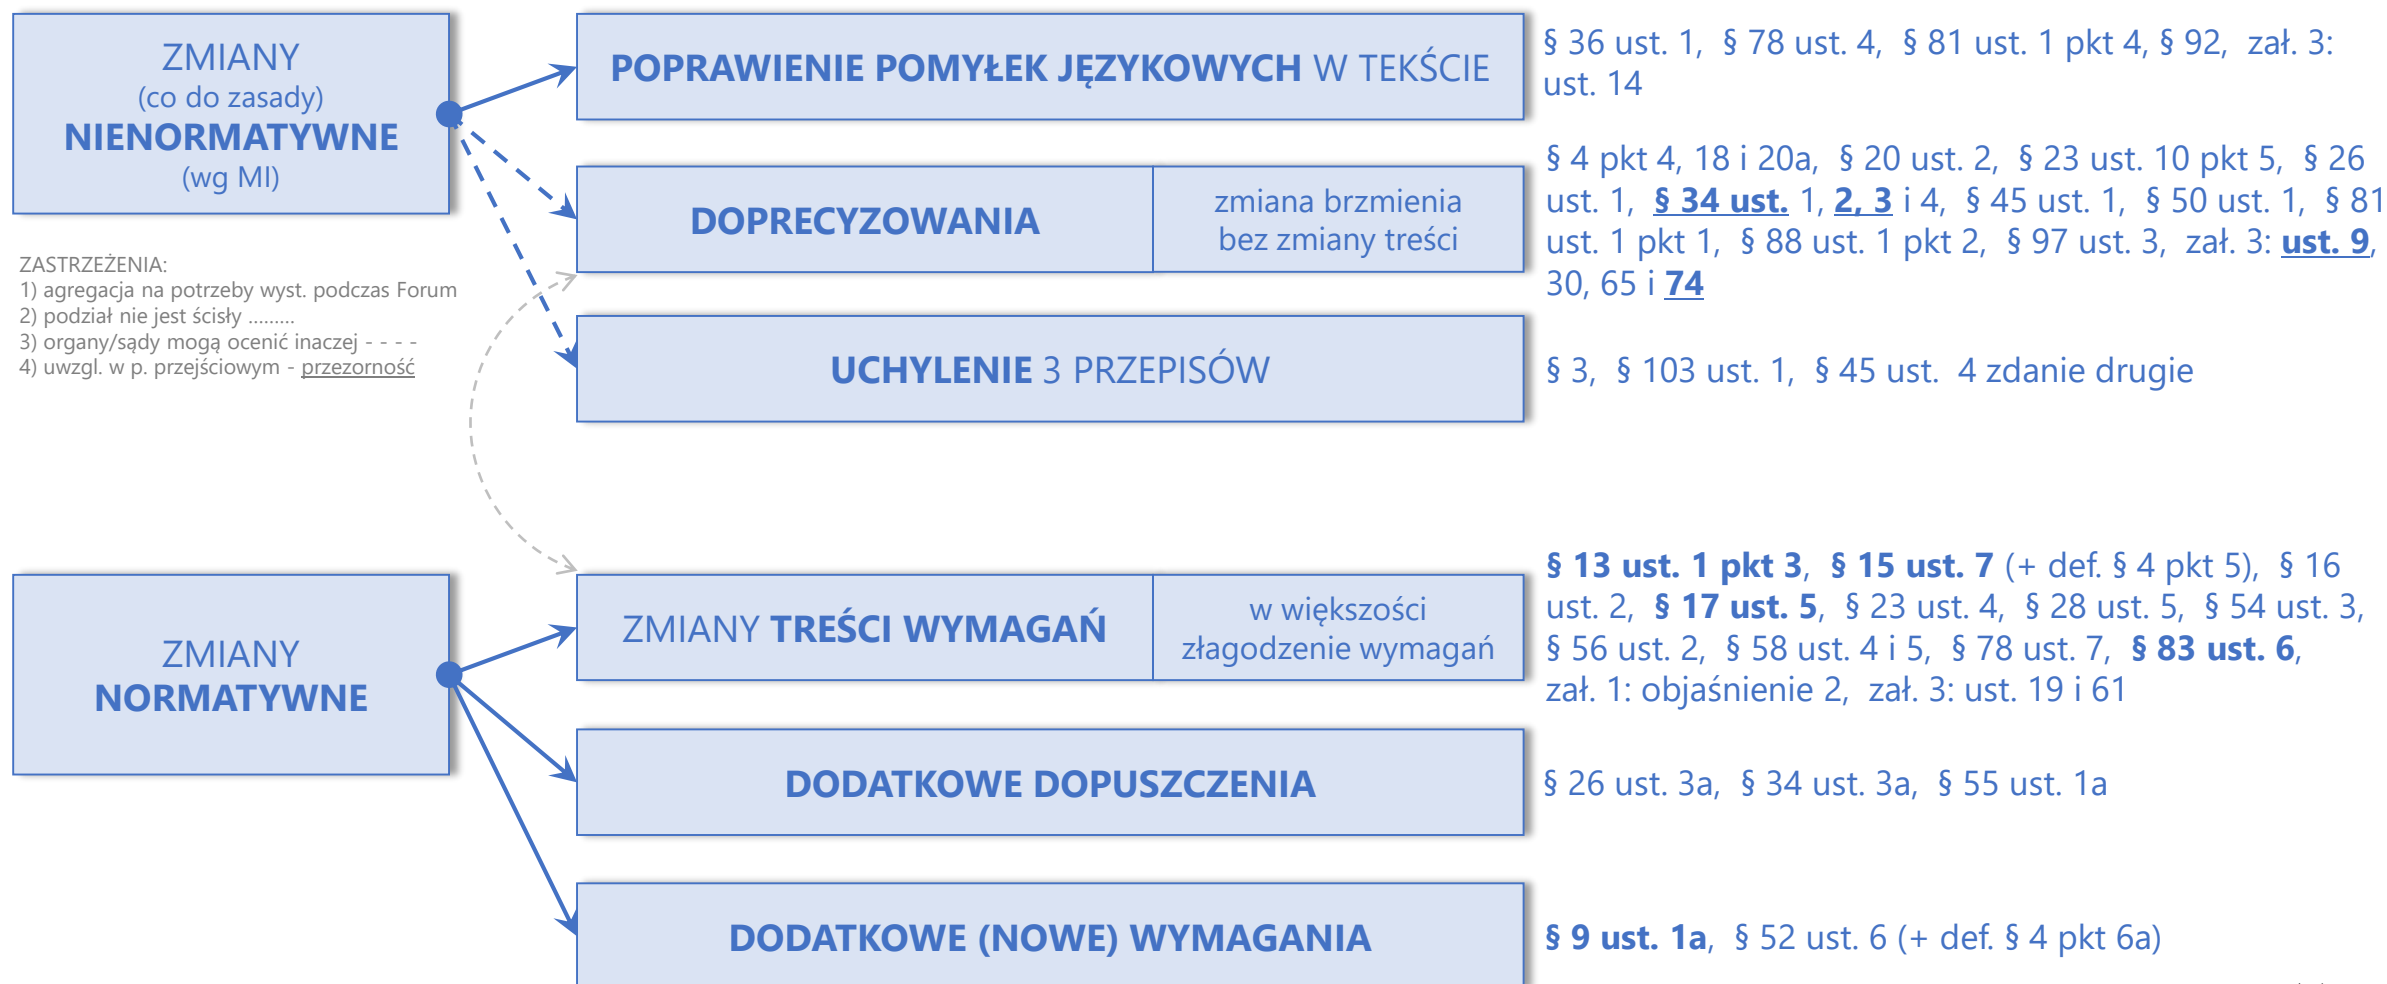 ZMIANY
(co do zasady)
NIENORMATYWNE
(wg MI)
POPRAWIENIE POMYŁEK JĘZYKOWYCH W TEKŚCIE
§ 36 ust. 1, § 78 ust. 4, § 81 ust. 1 pkt 4, § 92, zał. 3:
ust. 14
DOPRECYZOWANIA
zmiana brzmienia
bez zmiany treści
§ 4 pkt 4, 18 i 20a, § 20 ust. 2, § 23 ust. 10 pkt 5, § 26
ust. 1, § 34 ust. 1, 2, 3 i 4, § 45 ust. 1, § 50 ust. 1, § 81
ust. 1 pkt 1, § 88 ust. 1 pkt 2, § 97 ust. 3, zał. 3: ust. 9,
30, 65 i 74
ZASTRZEŻENIA:
1) agregacja na potrzeby wyst. podczas Forum
2) podział nie jest ścisły .........
3) organy/sądy mogą ocenić inaczej - - - -
4) uwzgl. w p. przejściowym - przezorność
UCHYLENIE 3 PRZEPISÓW
§ 3, § 103 ust. 1, § 45 ust. 4 zdanie drugie
ZMIANY
NORMATYWNE
ZMIANY TREŚCI WYMAGAŃ
w większości
złagodzenie wymagań
§ 13 ust. 1 pkt 3, § 15 ust. 7 (+ def. § 4 pkt 5), § 16
ust. 2, § 17 ust. 5, § 23 ust. 4, § 28 ust. 5, § 54 ust. 3,
§ 56 ust. 2, § 58 ust. 4 i 5, § 78 ust. 7, § 83 ust. 6,
zał. 1: objaśnienie 2, zał. 3: ust. 19 i 61
DODATKOWE DOPUSZCZENIA
§ 26 ust. 3a, § 34 ust. 3a, § 55 ust. 1a
DODATKOWE (NOWE) WYMAGANIA
§ 9 ust. 1a, § 52 ust. 6 (+ def. § 4 pkt 6a)